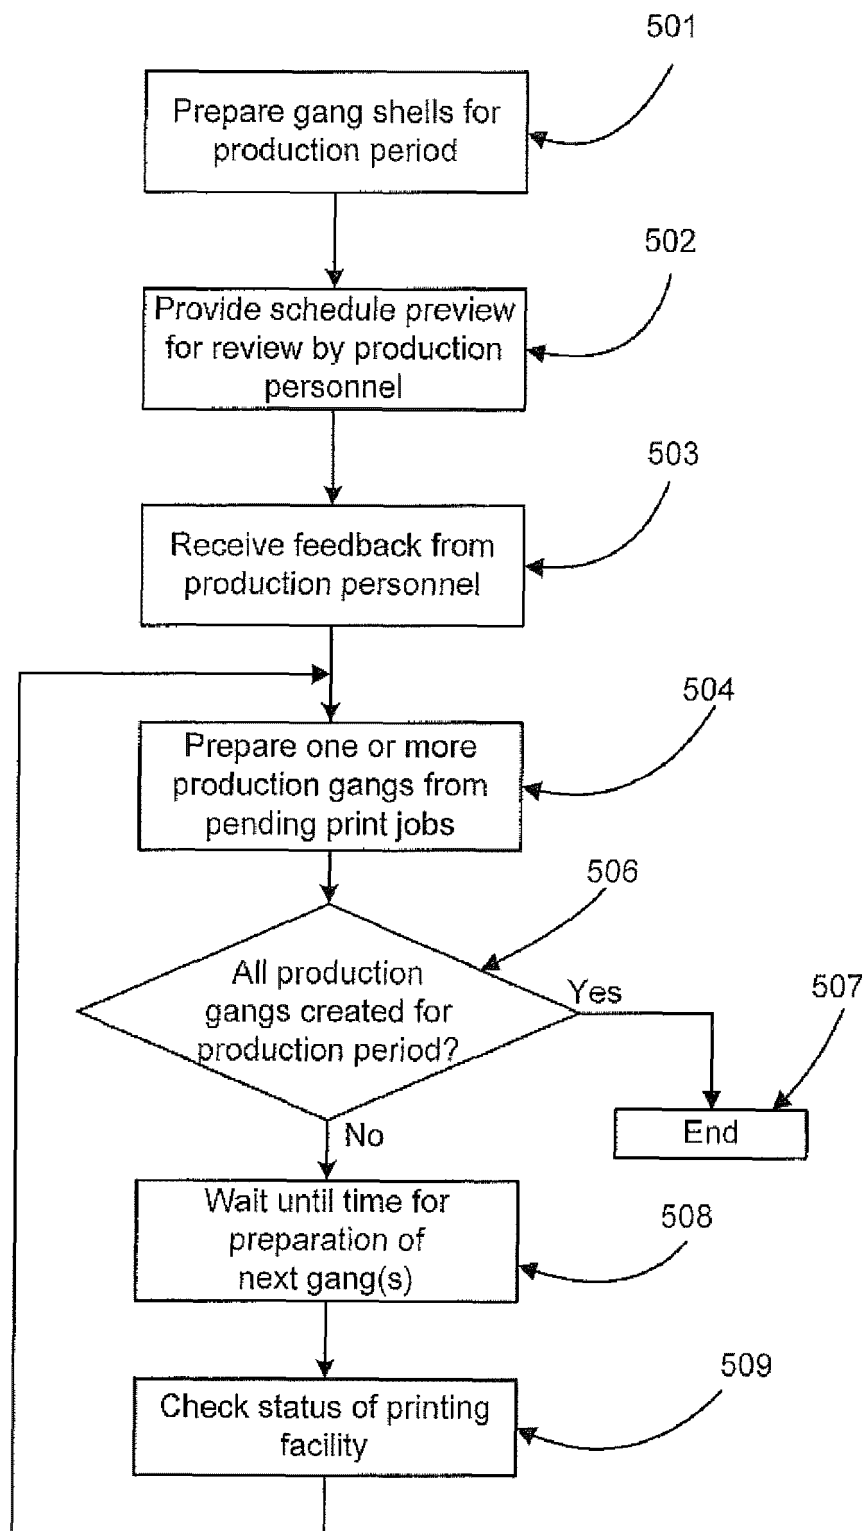 501
Prepare gang shells for
production period
502
Provide schedule preview
for review by production
personnel
503
Receive feedback from
production personnel
504
Prepare one or more
production gangs from
pending print jobs
506
All production
gangs created for
production period?
Yes
507
End
No
Wait until time for
preparation of
next gang(s)
508
509
Check status of printing
facility